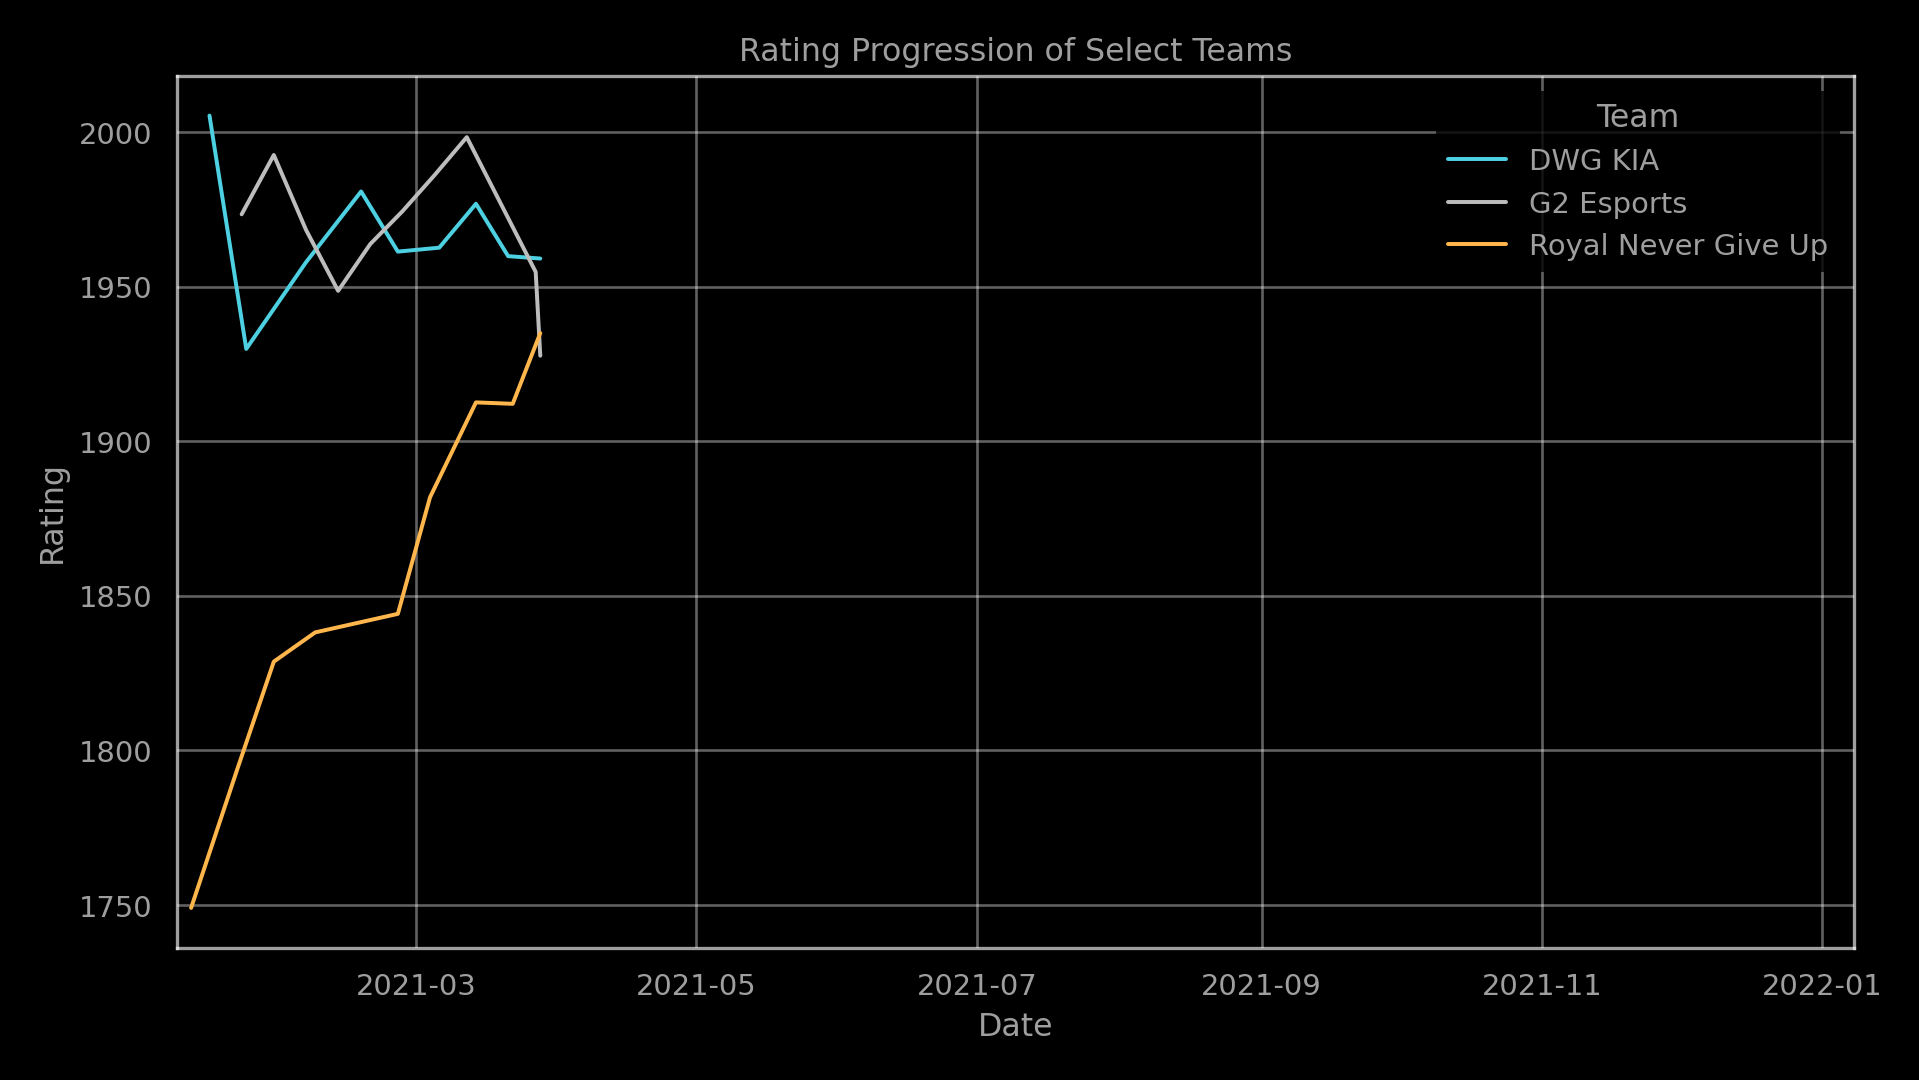 Rating Progression of Select Teams
Team
DWG KIA
G2 Esports
Royal Never Give Up
2000
1950
1900
1850
1800
1750
Rating
2021-03
2021-05
2021-07
2021-09
2021-11
2022-01
Date